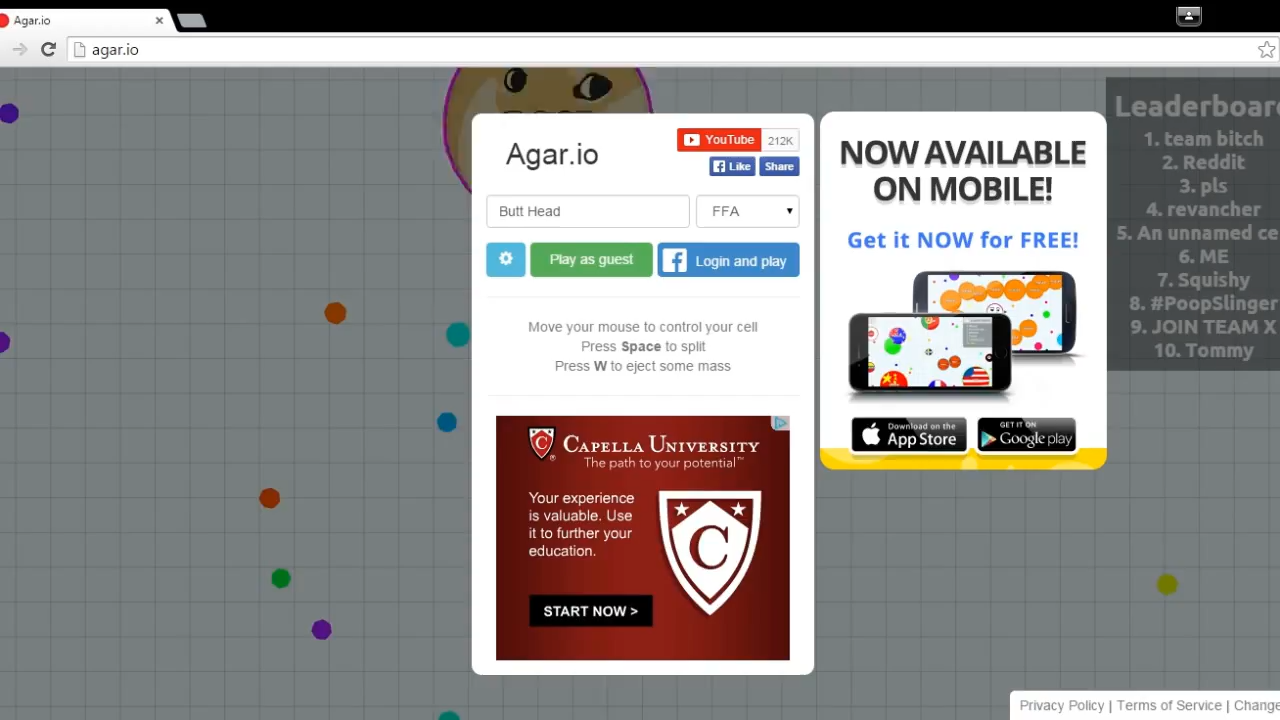 Agar.io
agar.io
Agar.io
YouTube 212K
Like Share
Butt Head FFA
Play as guest Login and play
Move your mouse to control your cell
Press Space to split
Press W to eject some mass
CAPELLA UNIVERSITY
The path to your potential™
Your experience
is valuable. Use
it to further your
education.
C
START NOW >
NOW AVAILABLE
ON MOBILE!
Get it NOW for FREE!
Download on the
App Store
GET IT ON
Google play
Leaderboar
1. team bitch
2. Reddit
3. pls
4. revancher
5. An unnamed ce
6. ME
7. Squishy
8. #PoopSlinger
9. JOIN TEAM X
10. Tommy
Privacy Policy | Terms of Service | Change